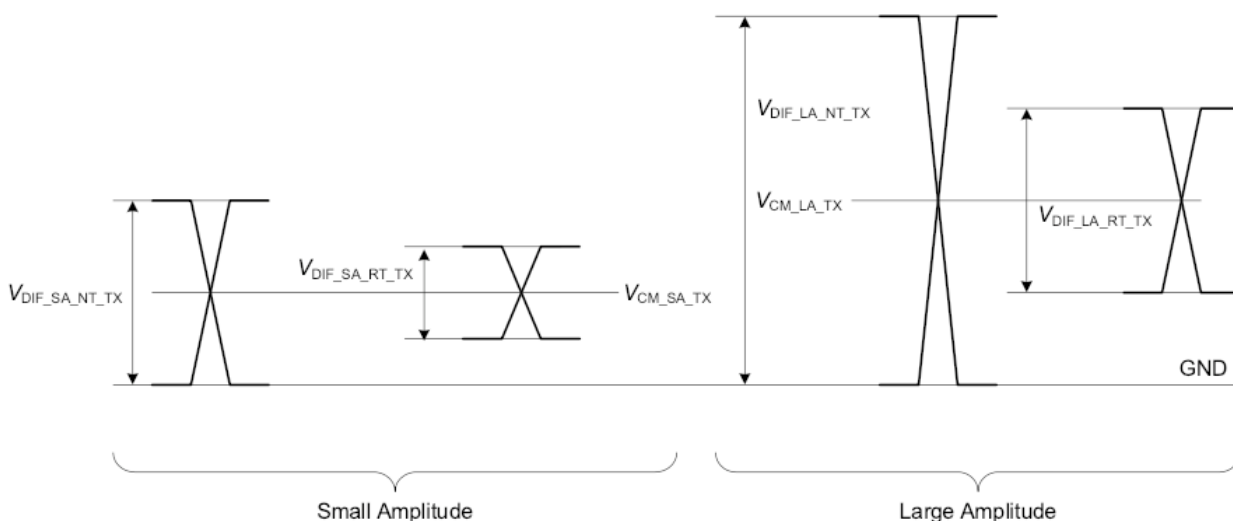 V_DIF_LA_NT_TX
V_CM_LA_TX
V_DIF_LA_RT_TX
V_DIF_SA_RT_TX
V_DIF_SA_NT_TX
V_CM_SA_TX
GND
Small Amplitude
Large Amplitude